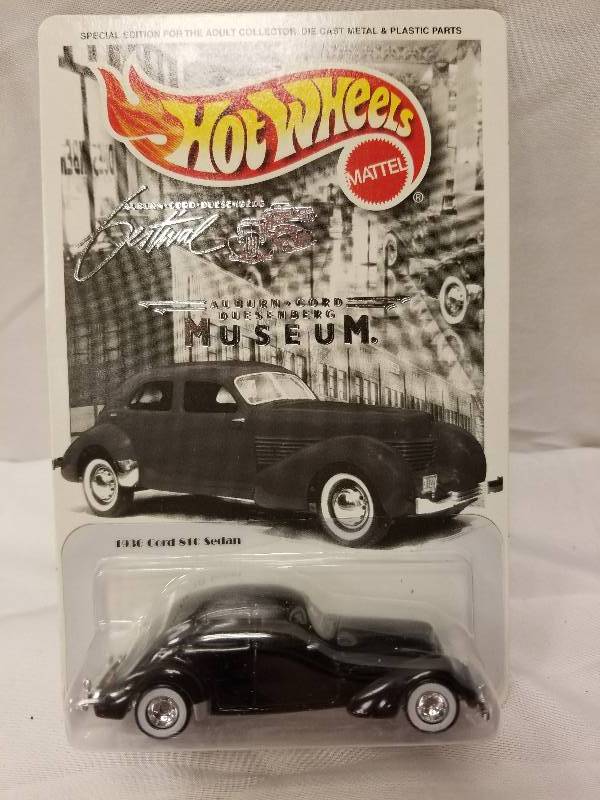 SPECIAL EDITION FOR THE ADULT COLLECTOR. DIE CAST METAL & PLASTIC PARTS
HOT WHEELS
MATTEL
®
AUBURN·CORD·DUESENBERG
Festival
AUBURN·CORD
DUESENBERG
MUSEUM.
1936 Cord 810 Sedan